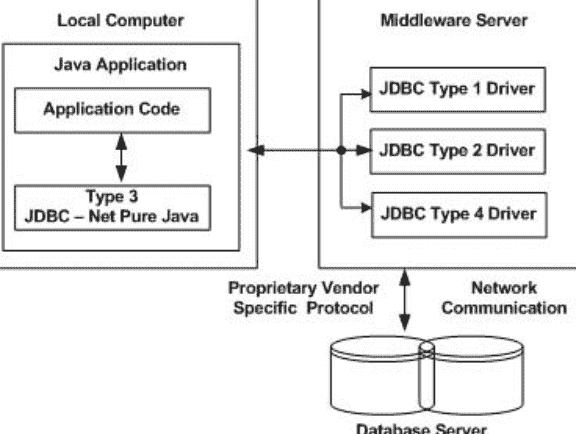 Local Computer
Java Application
Application Code
Type 3
JDBC – Net Pure Java
Middleware Server
JDBC Type 1 Driver
JDBC Type 2 Driver
JDBC Type 4 Driver
Proprietary Vendor
Specific Protocol
Network
Communication
Database Server